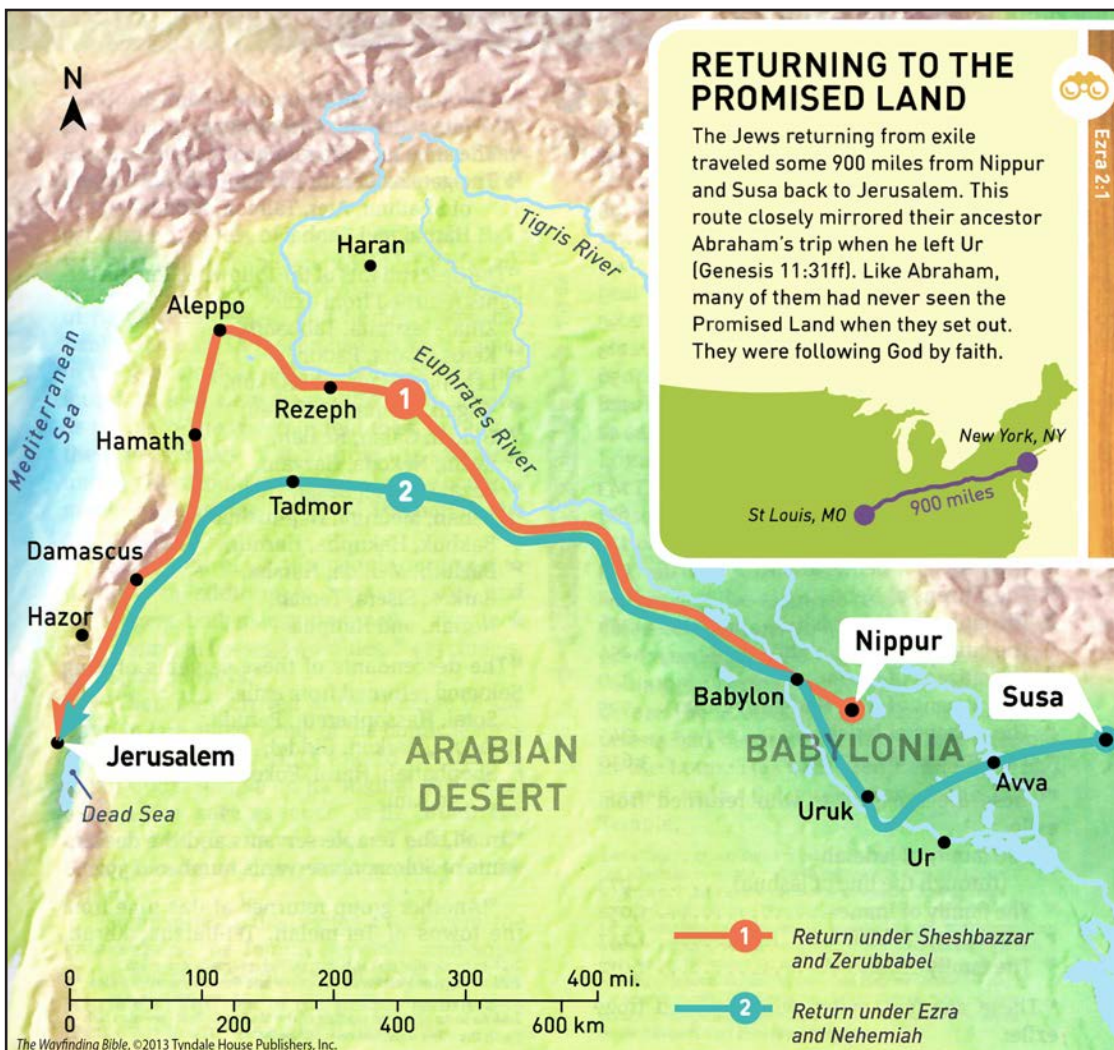 RETURNING TO THE
PROMISED LAND
The Jews returning from exile
traveled some 900 miles from Nippur
and Susa back to Jerusalem. This
route closely mirrored their ancestor
Abraham’s trip when he left Ur
(Genesis 11:31ff). Like Abraham,
many of them had never seen the
Promised Land when they set out.
They were following God by faith.
Ezra 2:1
New York, NY
St Louis, MO
900 miles
N
Haran
Tigris River
Aleppo
Mediterranean
Sea
Rezeph
1
Euphrates River
Hamath
Tadmor
2
Damascus
Hazor
Nippur
Babylon
Susa
Jerusalem
ARABIAN
DESERT
BABYLONIA
Avva
Dead Sea
Uruk
Ur
1 Return under Sheshbazzar
and Zerubbabel
2 Return under Ezra
and Nehemiah
0 100 200 300 400 mi.
0 200 400 600 km
The Wayfinding Bible, ©2013 Tyndale House Publishers, Inc.